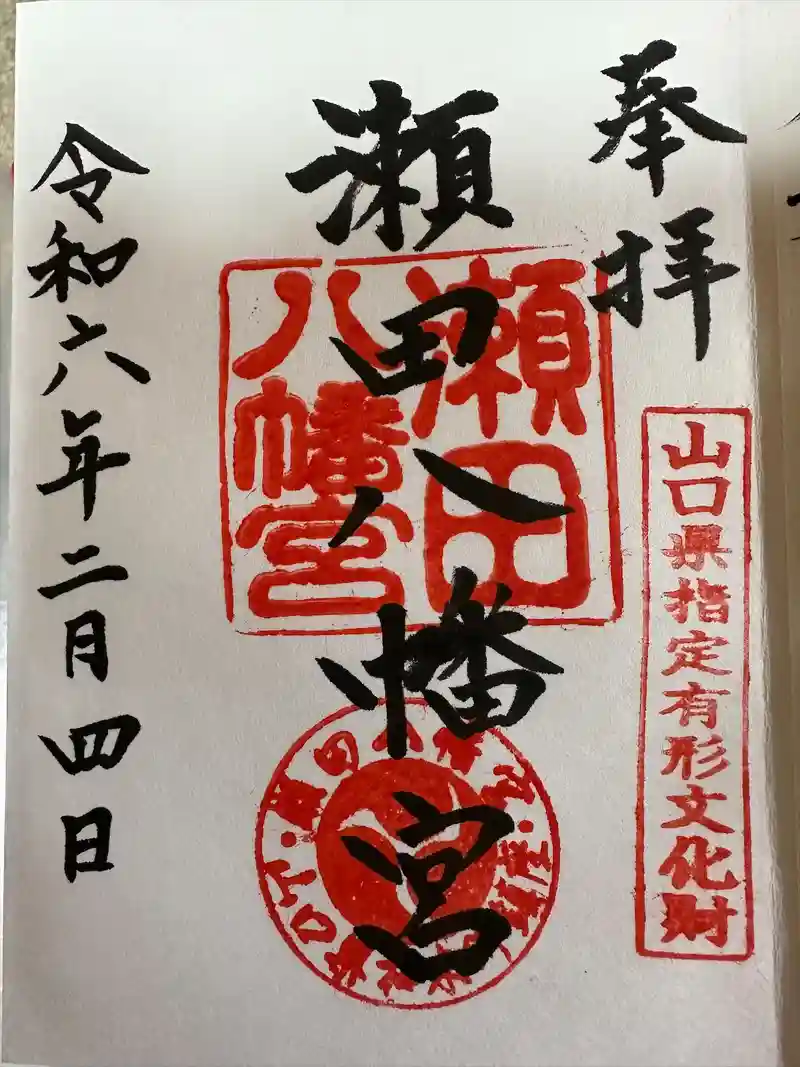 奉拝
山口県指定有形文化財
瀬田八幡宮
瀬田
八幡宮
令和六年二月四日